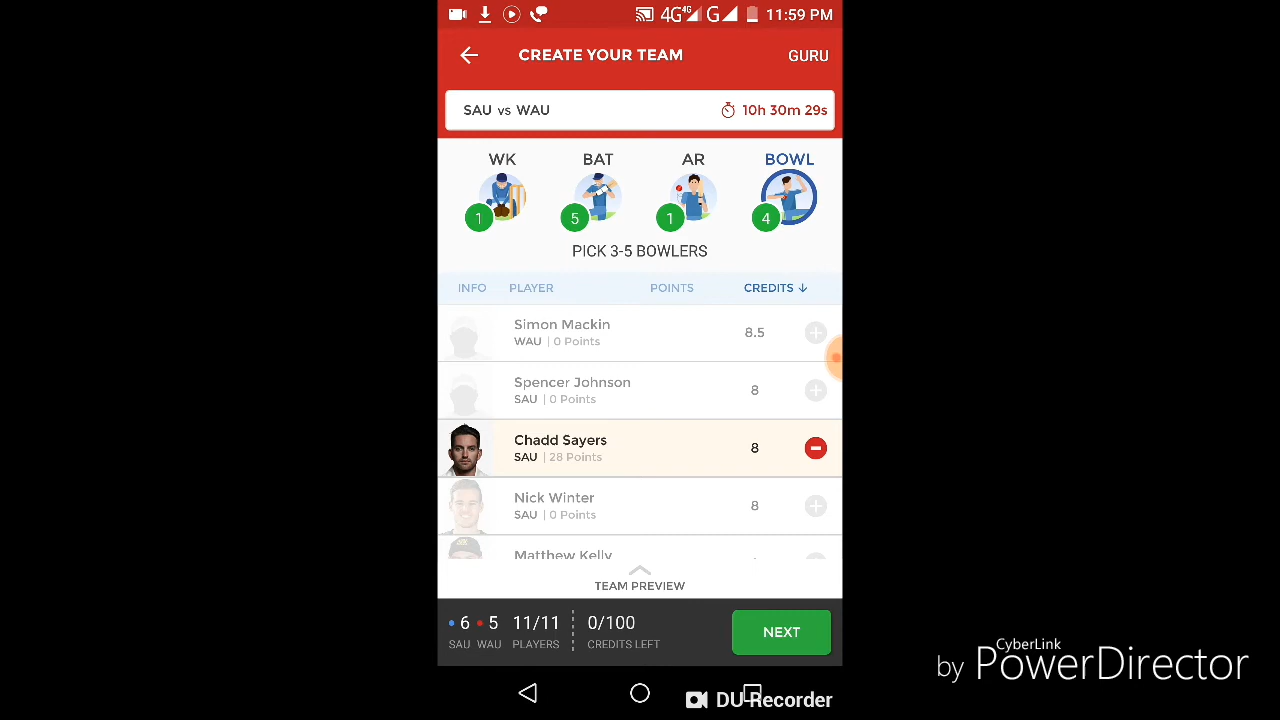 4G 4G G 11:59 PM
CREATE YOUR TEAM GURU
SAU vs WAU 10h 30m 29s
WK BAT AR BOWL
1 5 1 4
PICK 3-5 BOWLERS
INFO PLAYER POINTS CREDITS ↓
Simon Mackin
WAU | 0 Points 8.5
Spencer Johnson
SAU | 0 Points 8
Chadd Sayers
SAU | 28 Points 8
Nick Winter
SAU | 0 Points 8
Matthew Kelly
TEAM PREVIEW
6 5 11/11 0/100 NEXT
SAU WAU PLAYERS CREDITS LEFT
DU Recorder
CyberLink
by PowerDirector